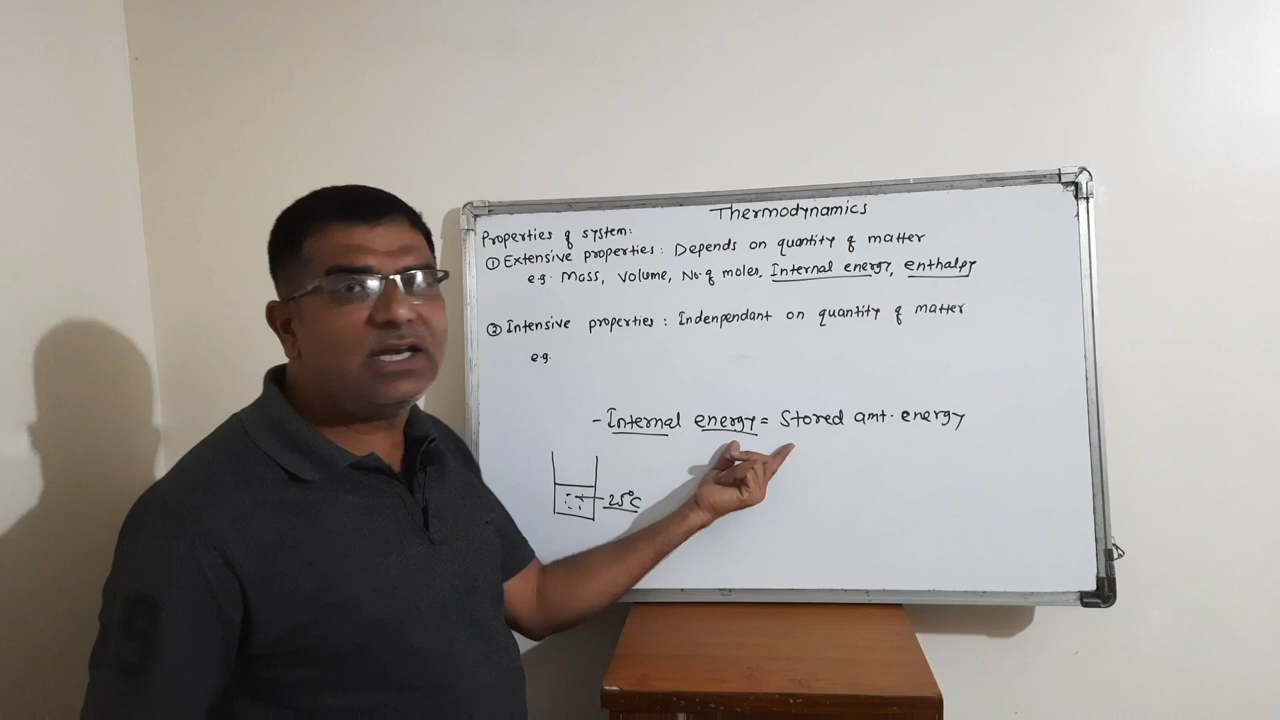 Thermodynamics
Properties of system:
① Extensive properties: Depends on quantity of matter
e.g. Mass, Volume, No. of moles, Internal energy, enthalpy
② Intensive properties: Indenpendant on quantity of matter
e.g.
- Internal energy = Stored amt. energy
25°C